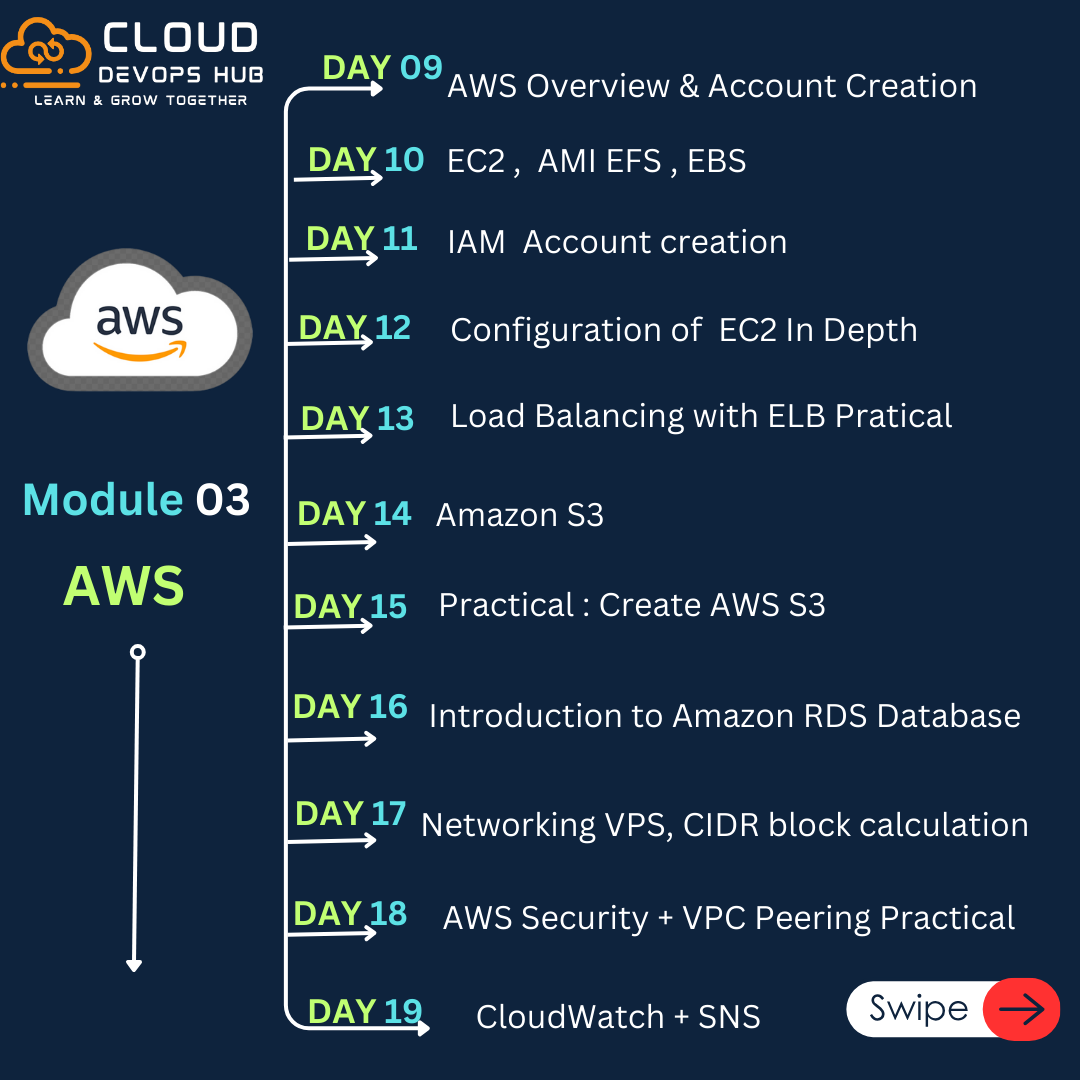 CLOUD
DEVOPS HUB
LEARN & GROW TOGETHER
DAY 09 AWS Overview & Account Creation
DAY 10 EC2 , AMI EFS , EBS
DAY 11 IAM Account creation
aws
DAY 12 Configuration of EC2 In Depth
DAY 13 Load Balancing with ELB Pratical
Module 03
AWS
DAY 14 Amazon S3
DAY 15 Practical : Create AWS S3
DAY 16 Introduction to Amazon RDS Database
DAY 17 Networking VPS, CIDR block calculation
DAY 18 AWS Security + VPC Peering Practical
DAY 19 CloudWatch + SNS
Swipe